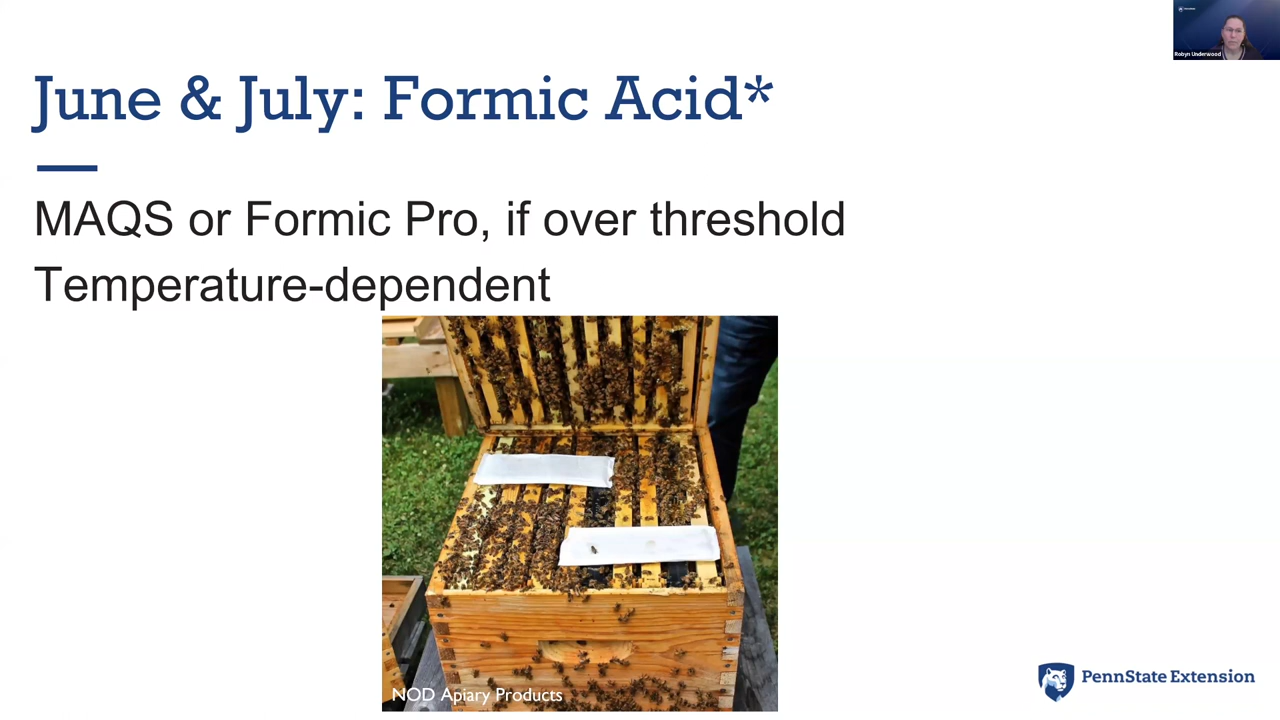 June & July: Formic Acid*
MAQS or Formic Pro, if over threshold
Temperature-dependent
NOD Apiary Products
PennState Extension
Robyn Underwood